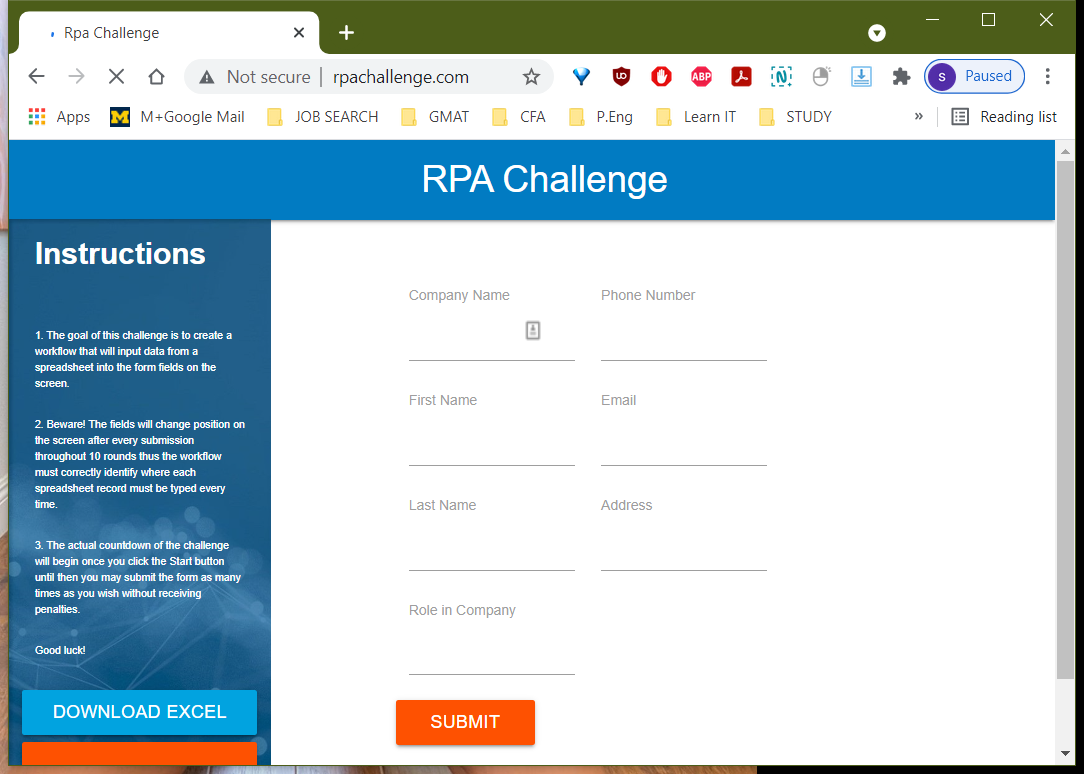 Rpa Challenge
Not secure | rpachallenge.com
UD
ABP
N
S Paused
Apps M M+Google Mail JOB SEARCH GMAT CFA P.Eng Learn IT STUDY » Reading list
RPA Challenge
Instructions
1. The goal of this challenge is to create a
workflow that will input data from a
spreadsheet into the form fields on the
screen.
2. Beware! The fields will change position on
the screen after every submission
throughout 10 rounds thus the workflow
must correctly identify where each
spreadsheet record must be typed every
time.
3. The actual countdown of the challenge
will begin once you click the Start button
until then you may submit the form as many
times as you wish without receiving
penalties.
Good luck!
DOWNLOAD EXCEL
Company Name Phone Number
First Name Email
Last Name Address
Role in Company
SUBMIT